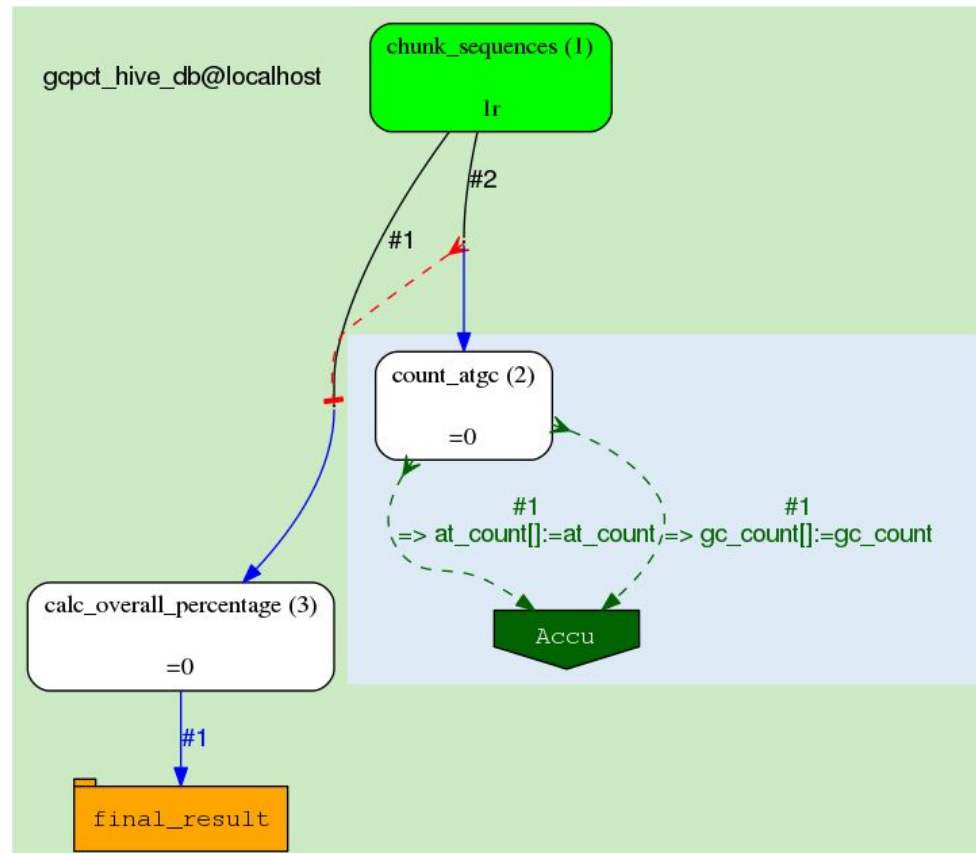 chunk_sequences (1)
1r
gcpct_hive_db@localhost
#2
#1
count_atgc (2)
=0
#1
=> at_count[]:=at_count
#1
=> gc_count[]:=gc_count
calc_overall_percentage (3)
=0
Accu
#1
final_result